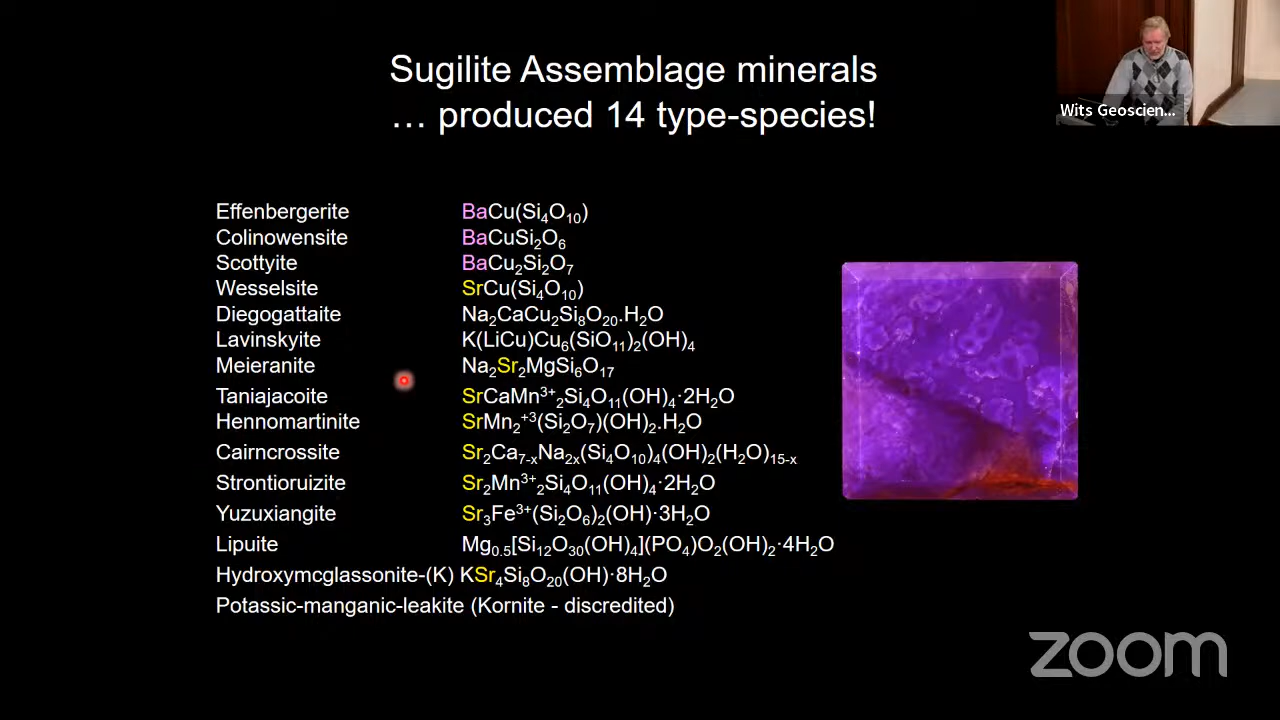 Sugilite Assemblage minerals
… produced 14 type-species!
Wits Geoscien...
Effenbergerite BaCu(Si₄O₁₀)
Colinowensite BaCuSi₂O₆
Scottyite BaCu₂Si₂O₇
Wesselsite SrCu(Si₄O₁₀)
Diegogattaite Na₂CaCu₂Si₈O₂₀.H₂O
Lavinskyite K(LiCu)Cu₆(SiO₁₁)₂(OH)₄
Meieranite Na₂Sr₂MgSi₆O₁₇
Taniajacoite SrCaMn³⁺₂Si₄O₁₁(OH)₄·2H₂O
Hennomartinite SrMn₂⁺³(Si₂O₇)(OH)₂.H₂O
Cairncrossite Sr₂Ca₇₋ₓNa₂ₓ(Si₄O₁₀)₄(OH)₂(H₂O)₁₅₋ₓ
Strontioruizite Sr₂Mn³⁺₂Si₄O₁₁(OH)₄·2H₂O
Yuzuxiangite Sr₃Fe³⁺(Si₂O₆)₂(OH)·3H₂O
Lipuite Mg₀.₅[Si₁₂O₃₀(OH)₄](PO₄)O₂(OH)₂·4H₂O
Hydroxymcglassonite-(K) KSr₄Si₈O₂₀(OH)·8H₂O
Potassic-manganic-leakite (Kornite - discredited)
zoom